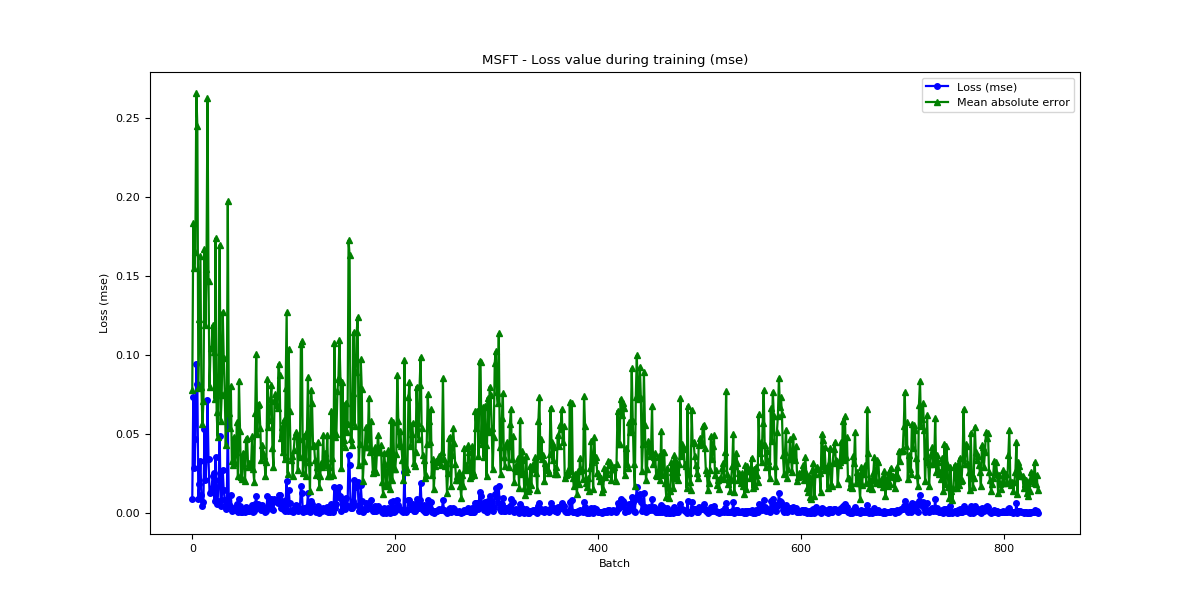 MSFT - Loss value during training (mse)
Loss (mse)
Mean absolute error
0.25
0.20
0.15
0.10
0.05
0.00
Loss (mse)
0 200 400 600 800
Batch